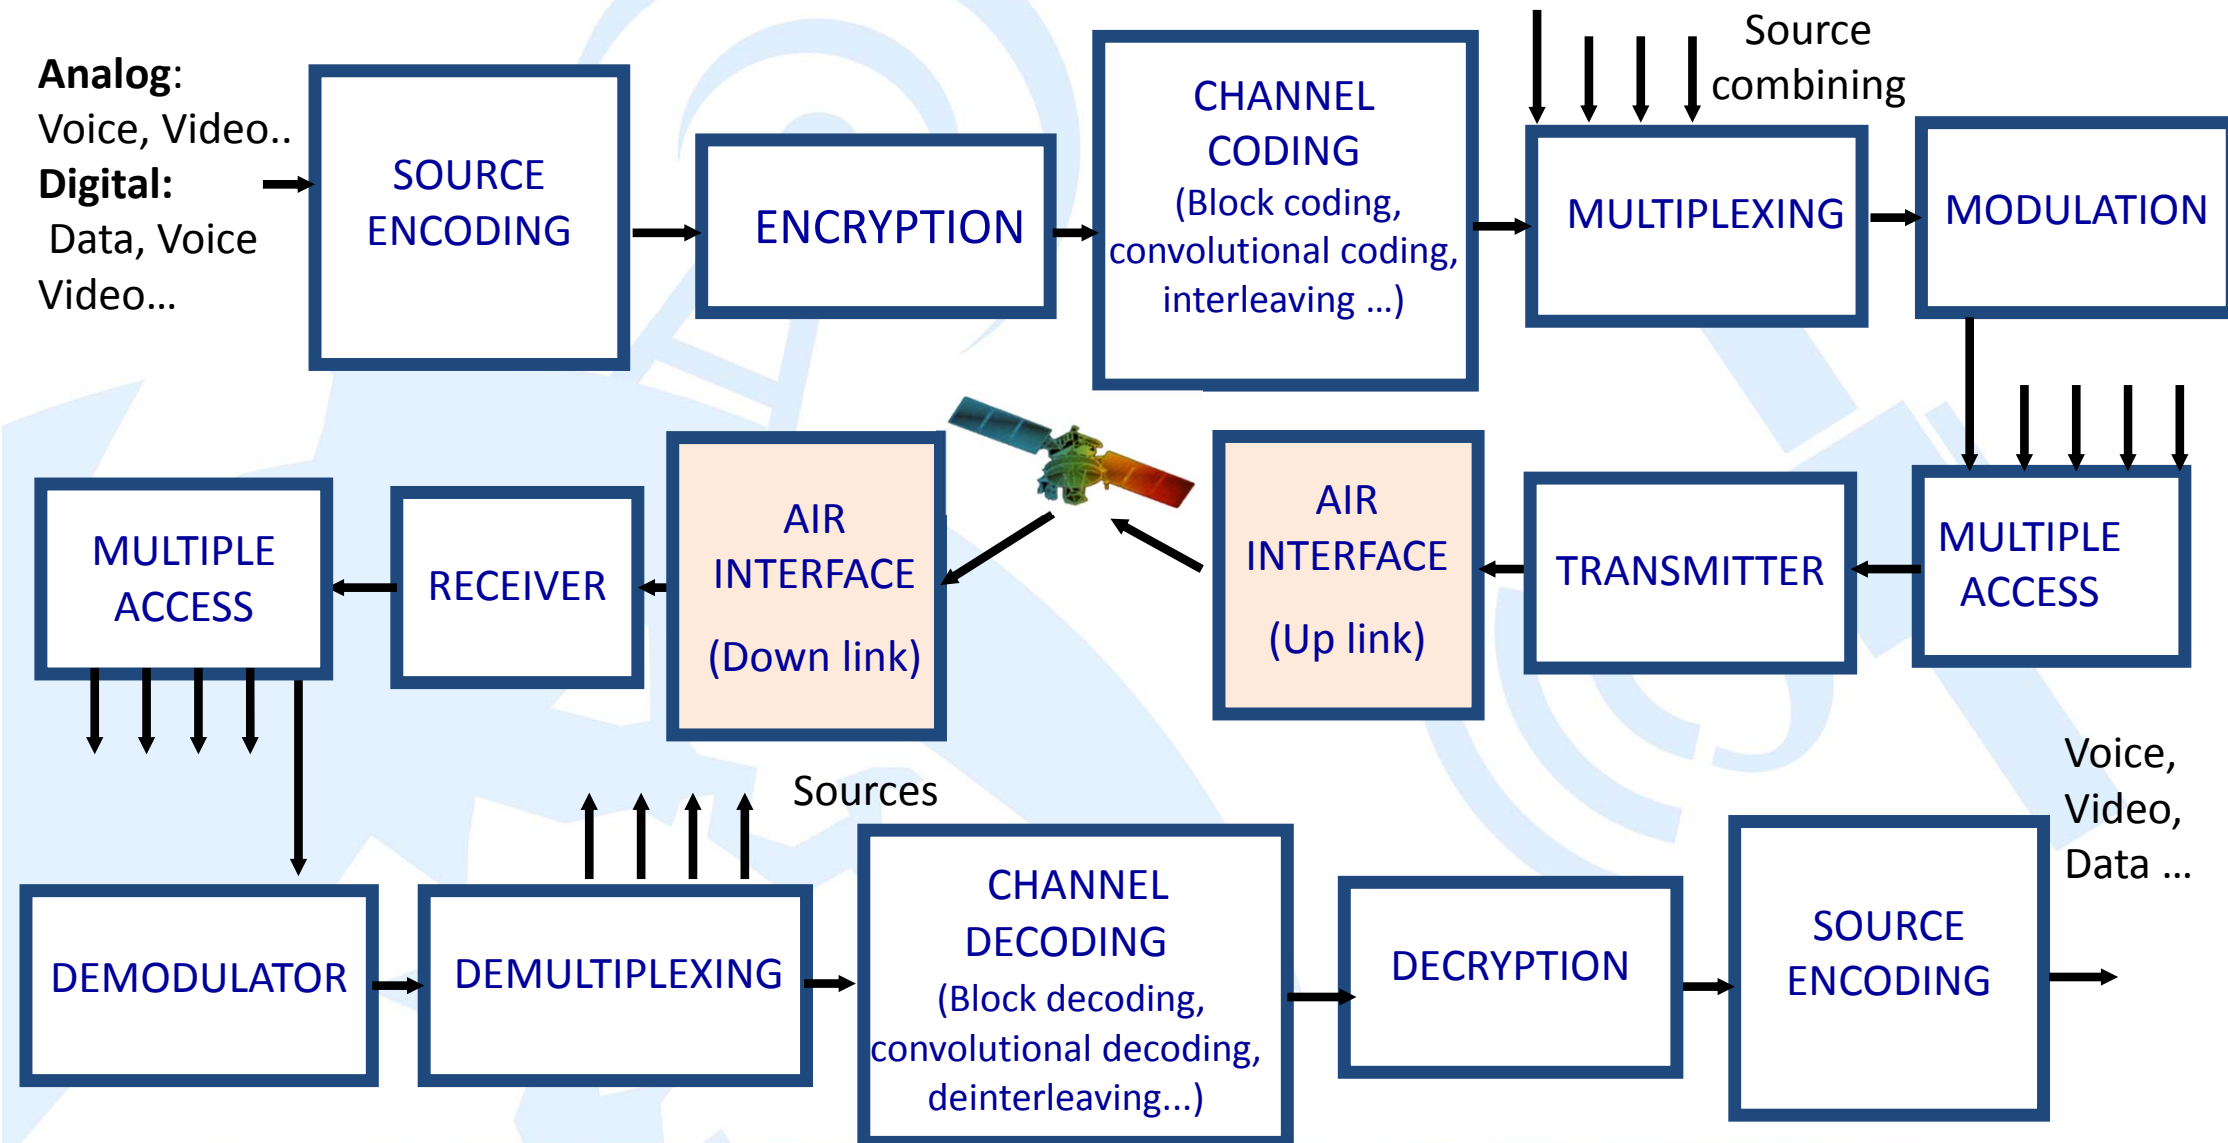 Analog:
Voice, Video..
Digital:
Data, Voice
Video...
SOURCE
ENCODING
ENCRYPTION
CHANNEL
CODING
(Block coding,
convolutional coding,
interleaving ...)
Source
combining
MULTIPLEXING
MODULATION
MULTIPLE
ACCESS
TRANSMITTER
AIR
INTERFACE
(Up link)
AIR
INTERFACE
(Down link)
RECEIVER
MULTIPLE
ACCESS
DEMODULATOR
DEMULTIPLEXING
Sources
CHANNEL
DECODING
(Block decoding,
convolutional decoding,
deinterleaving...)
DECRYPTION
SOURCE
ENCODING
Voice,
Video,
Data ...